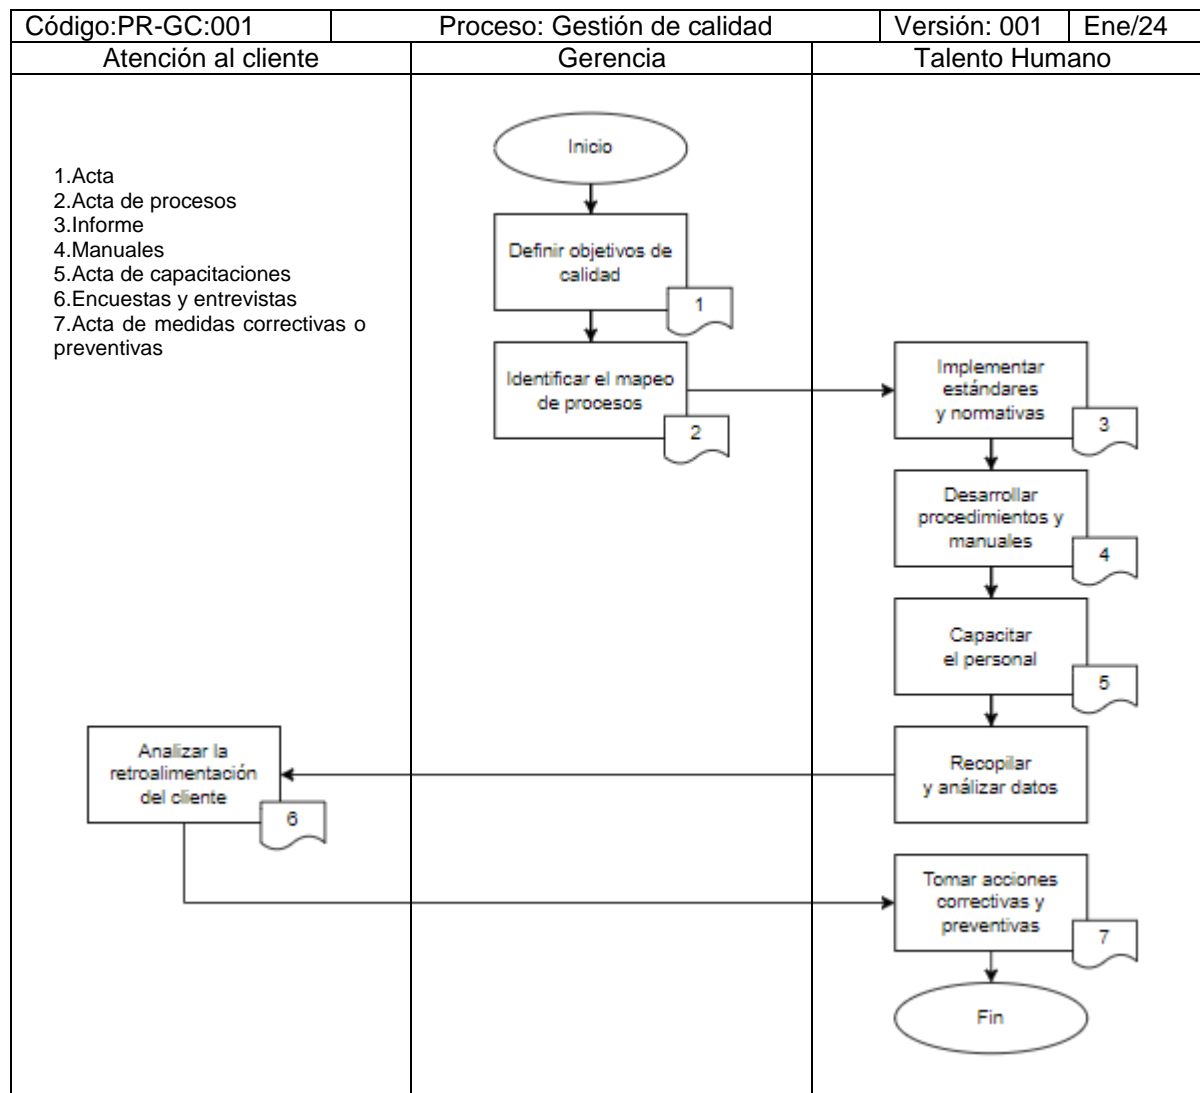 Código:PR-GC:001 Proceso: Gestión de calidad Versión: 001 Ene/24
Atención al cliente Gerencia Talento Humano
1.Acta
2.Acta de procesos
3.Informe
4.Manuales
5.Acta de capacitaciones
6.Encuestas y entrevistas
7.Acta de medidas correctivas o
preventivas
Inicio
Definir objetivos de
calidad
1
Identificar el mapeo
de procesos
2
Implementar
estándares
y normativas
3
Desarrollar
procedimientos y
manuales
4
Capacitar
el personal
5
Recopilar
y análizar datos
Analizar la
retroalimentación
del cliente
6
Tomar acciones
correctivas y
preventivas
7
Fin